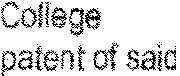 College
patent of said